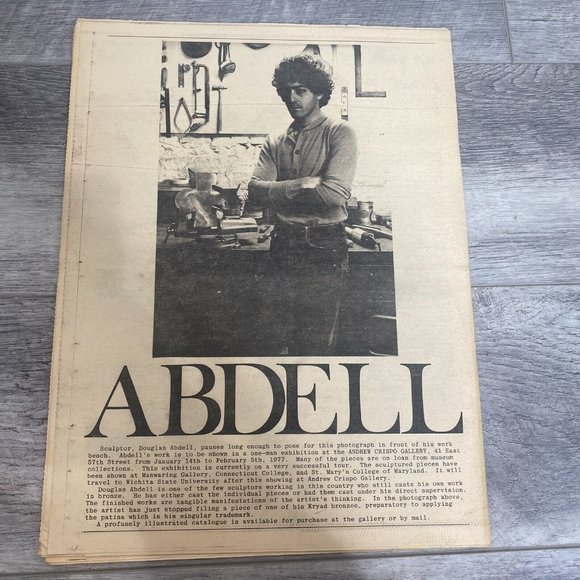 ABDELL
Sculptor, Douglas Abdell, pauses long enough to pose for this photograph in front of his work
bench. Abdell's work is to be shown in a one-man exhibition at the ANDREW CRISPO GALLERY, 41 East
57th Street from January 14th to February 5th, 1977. Many of the pieces are on loan from museum
collections. This exhibition is currently on a very successful tour. The sculptured pieces have
been shown at Manwaring Gallery, Connecticut College, and St. Mary's College of Maryland. It will
travel to Wichita State University after this showing at Andrew Crispo Gallery.
Douglas Abdell is one of the few sculptors working in this country who still casts his own work
in bronze. He has either cast the individual pieces or had them cast under his direct supervision.
The finished works are tangible manifestations of the artist's thinking. In the photograph above,
the artist has just stopped filing a piece of one of his Kryad bronzes, preparatory to applying
the patina which is his singular trademark.
A profusely illustrated catalogue is available for purchase at the gallery or by mail.